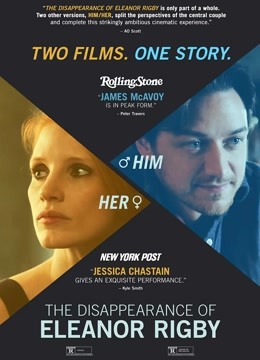 "THE DISAPPEARANCE OF ELEANOR RIGBY is only part of a whole.
Two other versions, HIM/HER, split the perspectives of the central couple
and complete this strikingly ambitious cinematic experience."
– AO Scott
TWO FILMS. ONE STORY.
RollingStone
"JAMES McAVOY
IS IN PEAK FORM."
– Peter Travers
♂HIM
HER♀
NEW YORK POST
"JESSICA CHASTAIN
GIVES AN EXQUISITE PERFORMANCE."
– Kyle Smith
THE DISAPPEARANCE OF
ELEANOR RIGBY
R
R